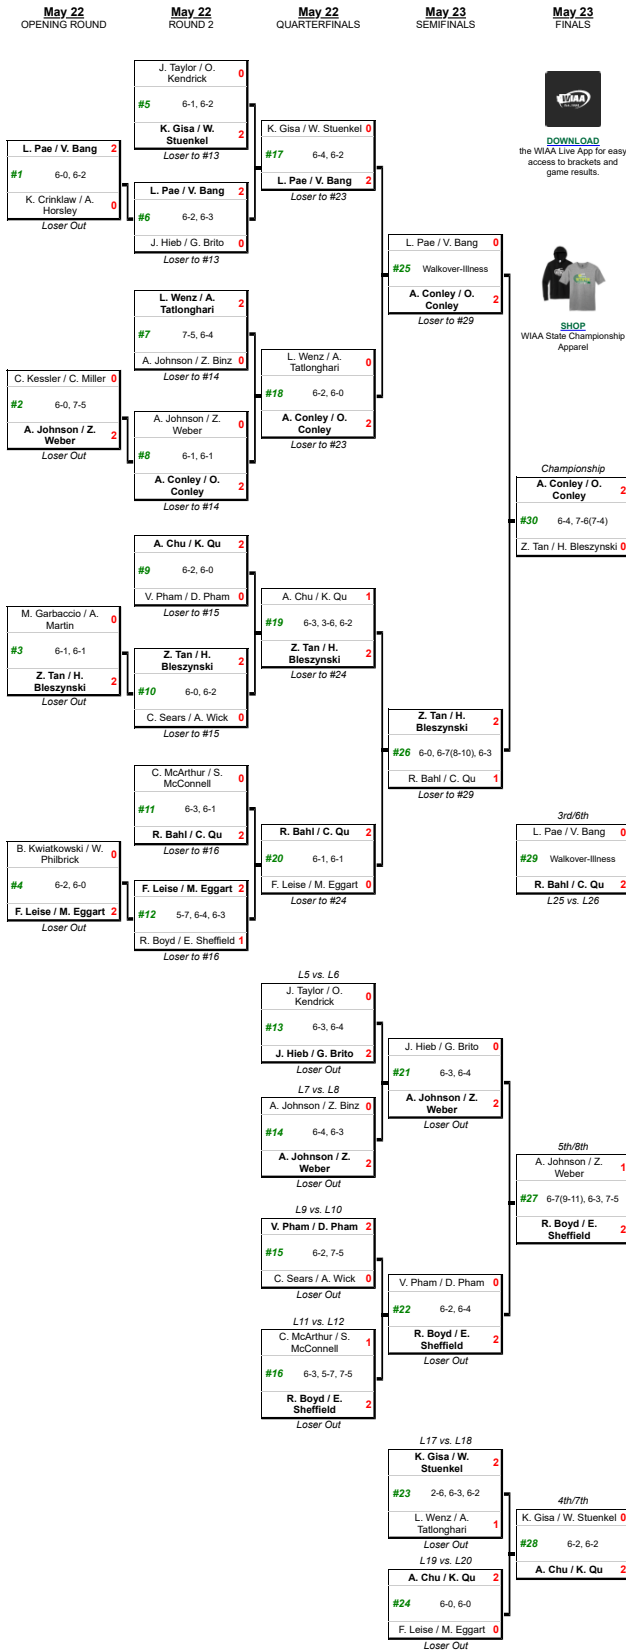 May 22
OPENING ROUND
May 22
ROUND 2
May 22
QUARTERFINALS
May 23
SEMIFINALS
May 23
FINALS
L. Pae / V. Bang 2
#1 6-0, 6-2
K. Crinklaw / A.
Horsley 0
Loser Out
C. Kessler / C. Miller 0
#2 6-0, 7-5
A. Johnson / Z.
Weber 2
Loser Out
M. Garbaccio / A.
Martin 0
#3 6-1, 6-1
Z. Tan / H.
Bleszynski 2
Loser Out
B. Kwiatkowski / W.
Philbrick 0
#4 6-2, 6-0
F. Leise / M. Eggart 2
Loser Out
J. Taylor / O.
Kendrick 0
#5 6-1, 6-2
K. Gisa / W.
Stuenkel 2
Loser to #13
L. Pae / V. Bang 2
#6 6-2, 6-3
J. Hieb / G. Brito 0
Loser to #13
L. Wenz / A.
Tatlonghari 2
#7 7-5, 6-4
A. Johnson / Z. Binz 0
Loser to #14
A. Johnson / Z.
Weber 0
#8 6-1, 6-1
A. Conley / O.
Conley 2
Loser to #14
A. Chu / K. Qu 2
#9 6-2, 6-0
V. Pham / D. Pham 0
Loser to #15
Z. Tan / H.
Bleszynski 2
#10 6-0, 6-2
C. Sears / A. Wick 0
Loser to #15
C. McArthur / S.
McConnell 0
#11 6-3, 6-1
R. Bahl / C. Qu 2
Loser to #16
F. Leise / M. Eggart 2
#12 5-7, 6-4, 6-3
R. Boyd / E. Sheffield 1
Loser to #16
K. Gisa / W. Stuenkel 0
#17 6-4, 6-2
L. Pae / V. Bang 2
Loser to #23
L. Wenz / A.
Tatlonghari 0
#18 6-2, 6-0
A. Conley / O.
Conley 2
Loser to #23
A. Chu / K. Qu 1
#19 6-3, 3-6, 6-2
Z. Tan / H.
Bleszynski 2
Loser to #24
R. Bahl / C. Qu 2
#20 6-1, 6-1
F. Leise / M. Eggart 0
Loser to #24
L. Pae / V. Bang 0
#25 Walkover-Illness
A. Conley / O.
Conley 2
Loser to #29
Z. Tan / H.
Bleszynski 2
#26 6-0, 6-7(8-10), 6-3
R. Bahl / C. Qu 1
Loser to #29
WIAA
DOWNLOAD
the WIAA Live App for easy
access to brackets and
game results.
SHOP
WIAA State Championship
Apparel
Championship
A. Conley / O.
Conley 2
#30 6-4, 7-6(7-4)
Z. Tan / H. Bleszynski 0
3rd/6th
L. Pae / V. Bang 0
#29 Walkover-Illness
R. Bahl / C. Qu 2
L25 vs. L26
L5 vs. L6
J. Taylor / O.
Kendrick 0
#13 6-3, 6-4
J. Hieb / G. Brito 2
Loser Out
L7 vs. L8
A. Johnson / Z. Binz 0
#14 6-4, 6-3
A. Johnson / Z.
Weber 2
Loser Out
L9 vs. L10
V. Pham / D. Pham 2
#15 6-2, 7-5
C. Sears / A. Wick 0
Loser Out
L11 vs. L12
C. McArthur / S.
McConnell 1
#16 6-3, 5-7, 7-5
R. Boyd / E.
Sheffield 2
Loser Out
J. Hieb / G. Brito 0
#21 6-3, 6-4
A. Johnson / Z.
Weber 2
Loser Out
V. Pham / D. Pham 0
#22 6-2, 6-4
R. Boyd / E.
Sheffield 2
Loser Out
5th/8th
A. Johnson / Z.
Weber 1
#27 6-7(9-11), 6-3, 7-5
R. Boyd / E.
Sheffield 2
L17 vs. L18
K. Gisa / W.
Stuenkel 2
#23 2-6, 6-3, 6-2
L. Wenz / A.
Tatlonghari 1
Loser Out
L19 vs. L20
A. Chu / K. Qu 2
#24 6-0, 6-0
F. Leise / M. Eggart 0
Loser Out
4th/7th
K. Gisa / W. Stuenkel 0
#28 6-2, 6-2
A. Chu / K. Qu 2